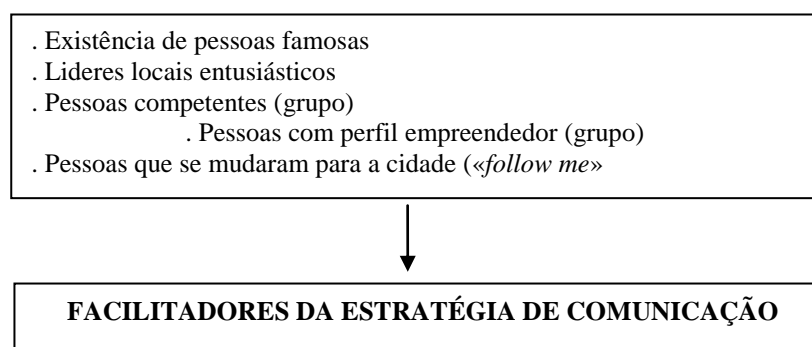 . Existência de pessoas famosas
. Lideres locais entusiásticos
. Pessoas competentes (grupo)
. Pessoas com perfil empreendedor (grupo)
. Pessoas que se mudaram para a cidade («follow me»
FACILITADORES DA ESTRATÉGIA DE COMUNICAÇÃO